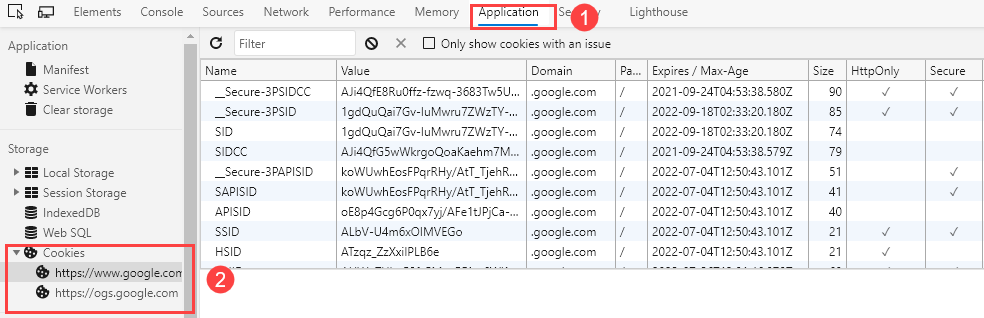 Elements Console Sources Network Performance Memory Application Lighthouse
1
Application
Manifest
Service Workers
Clear storage
Storage
Local Storage
Session Storage
IndexedDB
Web SQL
Cookies
https://www.google.com
https://ogs.google.com
2
Filter Only show cookies with an issue
Name Value Domain Pa... Expires / Max-Age Size HttpOnly Secure
__Secure-3PSIDCC AJi4QfE8Ru0ffz-fzwq-3683Tw5U... .google.com / 2021-09-24T04:53:38.580Z 90 ✓ ✓
__Secure-3PSID 1gdQuQai7Gv-IuMwru7ZWzTY-... .google.com / 2022-09-18T02:33:20.180Z 85 ✓ ✓
SID 1gdQuQai7Gv-IuMwru7ZWzTY-... .google.com / 2022-09-18T02:33:20.180Z 74
SIDCC AJi4QfG5wWkrgoQoaKaehm7M... .google.com / 2021-09-24T04:53:38.579Z 79
__Secure-3PAPISID koWUwhEosFPqrRHy/AtT_TjehR... .google.com / 2022-07-04T12:50:43.101Z 51 ✓
SAPISID koWUwhEosFPqrRHy/AtT_TjehR... .google.com / 2022-07-04T12:50:43.101Z 41 ✓
APISID oE8p4Gcg6P0qx7yj/AFe1tJPjCa-... .google.com / 2022-07-04T12:50:43.101Z 40
SSID ALbV-U4m6xOIMVEGo .google.com / 2022-07-04T12:50:43.101Z 21 ✓ ✓
HSID ATzqz_ZzXxiIPLB6e .google.com / 2022-07-04T12:50:43.101Z 21 ✓